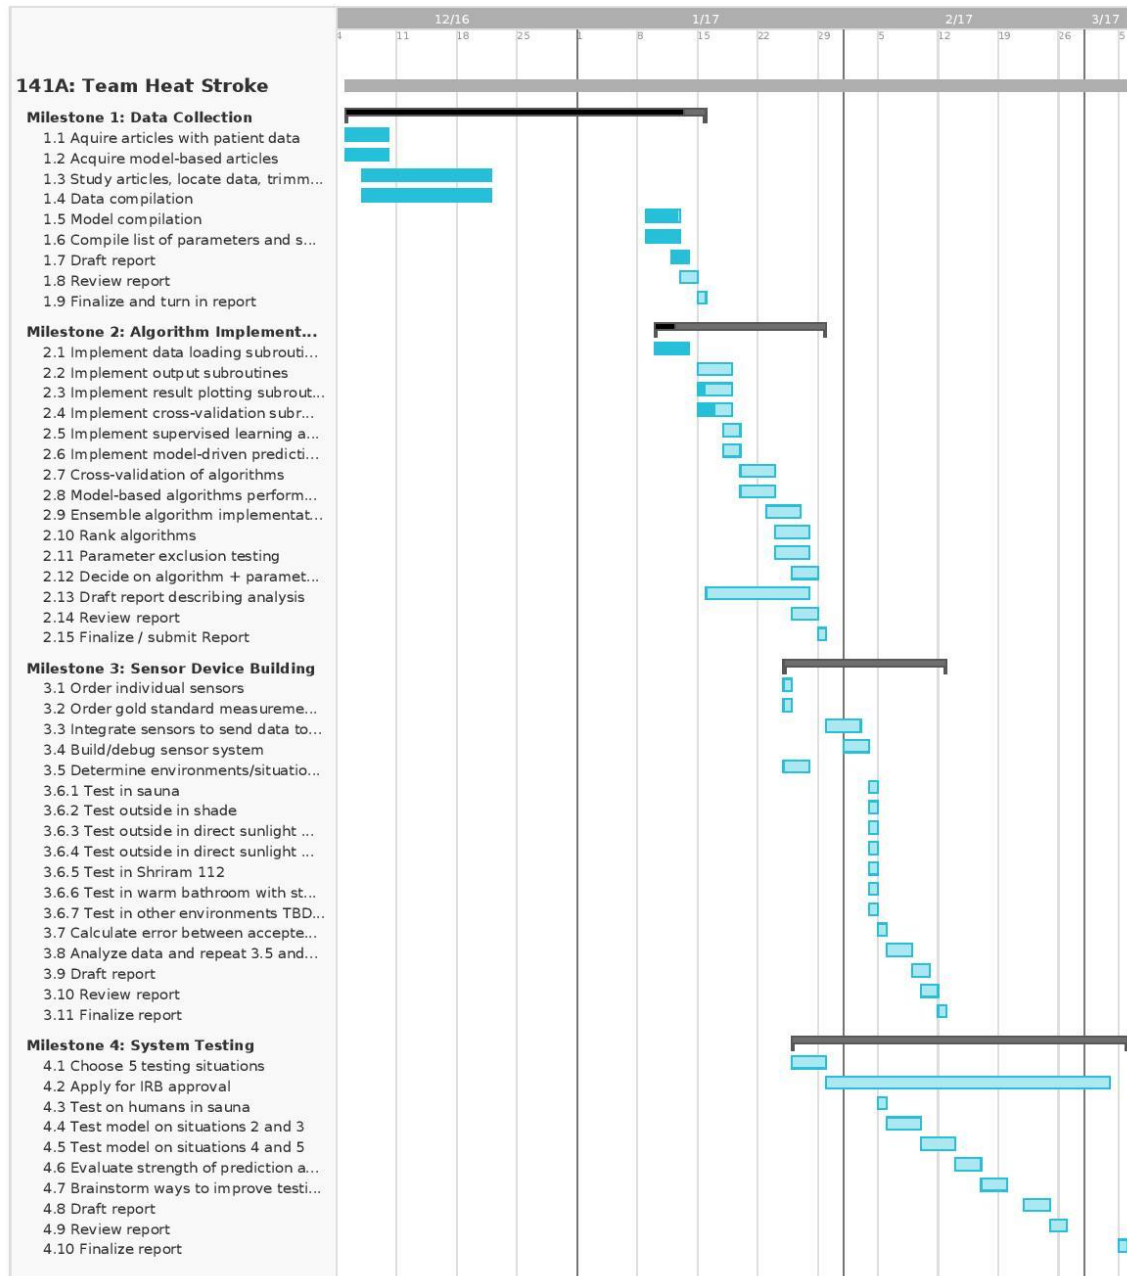 12/16 1/17 2/17 3/17
4 11 18 25 1 8 15 22 29 5 12 19 26 5
141A: Team Heat Stroke
Milestone 1: Data Collection
1.1 Aquire articles with patient data
1.2 Acquire model-based articles
1.3 Study articles, locate data, trimm...
1.4 Data compilation
1.5 Model compilation
1.6 Compile list of parameters and s...
1.7 Draft report
1.8 Review report
1.9 Finalize and turn in report
Milestone 2: Algorithm Implement...
2.1 Implement data loading subrouti...
2.2 Implement output subroutines
2.3 Implement result plotting subrout...
2.4 Implement cross-validation subr...
2.5 Implement supervised learning a...
2.6 Implement model-driven predicti...
2.7 Cross-validation of algorithms
2.8 Model-based algorithms perform...
2.9 Ensemble algorithm implementat...
2.10 Rank algorithms
2.11 Parameter exclusion testing
2.12 Decide on algorithm + paramet...
2.13 Draft report describing analysis
2.14 Review report
2.15 Finalize / submit Report
Milestone 3: Sensor Device Building
3.1 Order individual sensors
3.2 Order gold standard measureme...
3.3 Integrate sensors to send data to...
3.4 Build/debug sensor system
3.5 Determine environments/situatio...
3.6.1 Test in sauna
3.6.2 Test outside in shade
3.6.3 Test outside in direct sunlight ...
3.6.4 Test outside in direct sunlight ...
3.6.5 Test in Shriram 112
3.6.6 Test in warm bathroom with st...
3.6.7 Test in other environments TBD...
3.7 Calculate error between accepte...
3.8 Analyze data and repeat 3.5 and...
3.9 Draft report
3.10 Review report
3.11 Finalize report
Milestone 4: System Testing
4.1 Choose 5 testing situations
4.2 Apply for IRB approval
4.3 Test on humans in sauna
4.4 Test model on situations 2 and 3
4.5 Test model on situations 4 and 5
4.6 Evaluate strength of prediction a...
4.7 Brainstorm ways to improve testi...
4.8 Draft report
4.9 Review report
4.10 Finalize report